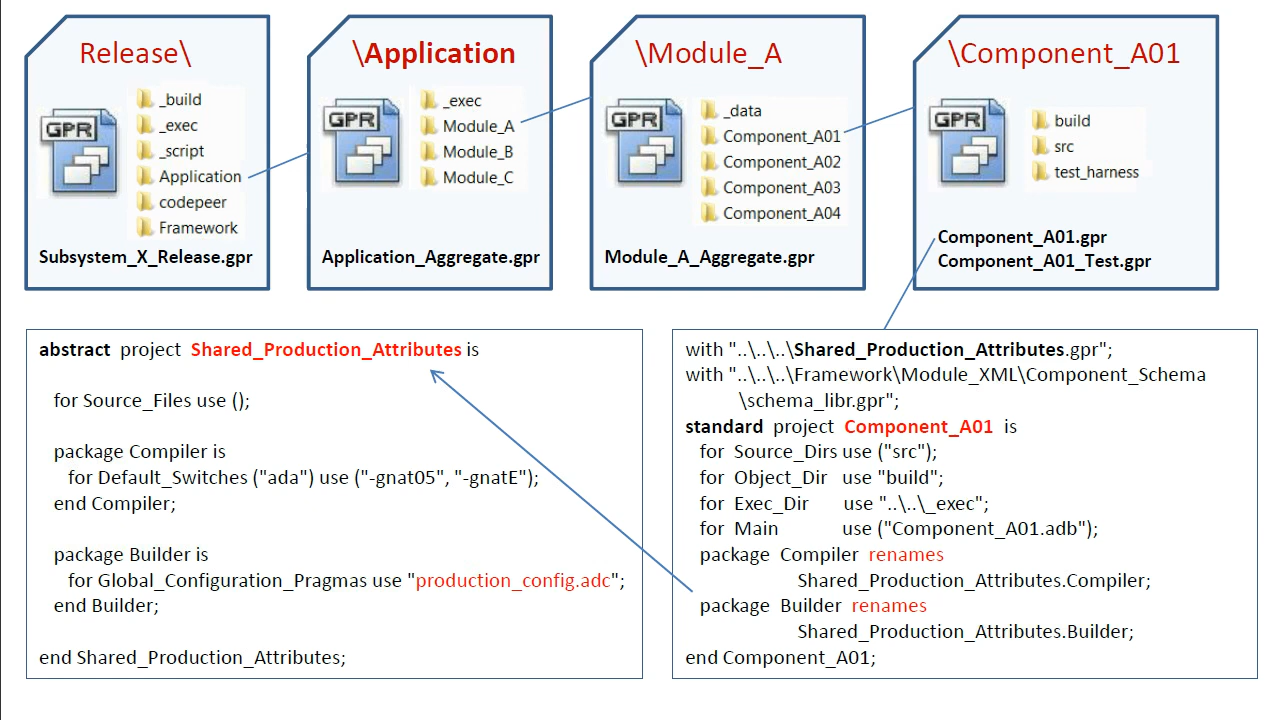 Release\
GPR
_build
_exec
_script
Application
codepeer
Framework
Subsystem_X_Release.gpr
\Application
GPR
_exec
Module_A
Module_B
Module_C
Application_Aggregate.gpr
\Module_A
GPR
_data
Component_A01
Component_A02
Component_A03
Component_A04
Module_A_Aggregate.gpr
\Component_A01
GPR
build
src
test_harness
Component_A01.gpr
Component_A01_Test.gpr
abstract project Shared_Production_Attributes is
for Source_Files use ();
package Compiler is
for Default_Switches ("ada") use ("-gnat05", "-gnatE");
end Compiler;
package Builder is
for Global_Configuration_Pragmas use "production_config.adc";
end Builder;
end Shared_Production_Attributes;
with "..\..\..\Shared_Production_Attributes.gpr";
with "..\..\..\Framework\Module_XML\Component_Schema
\schema_libr.gpr";
standard project Component_A01 is
for Source_Dirs use ("src");
for Object_Dir use "build";
for Exec_Dir use "..\..\_exec";
for Main use ("Component_A01.adb");
package Compiler renames
Shared_Production_Attributes.Compiler;
package Builder renames
Shared_Production_Attributes.Builder;
end Component_A01;